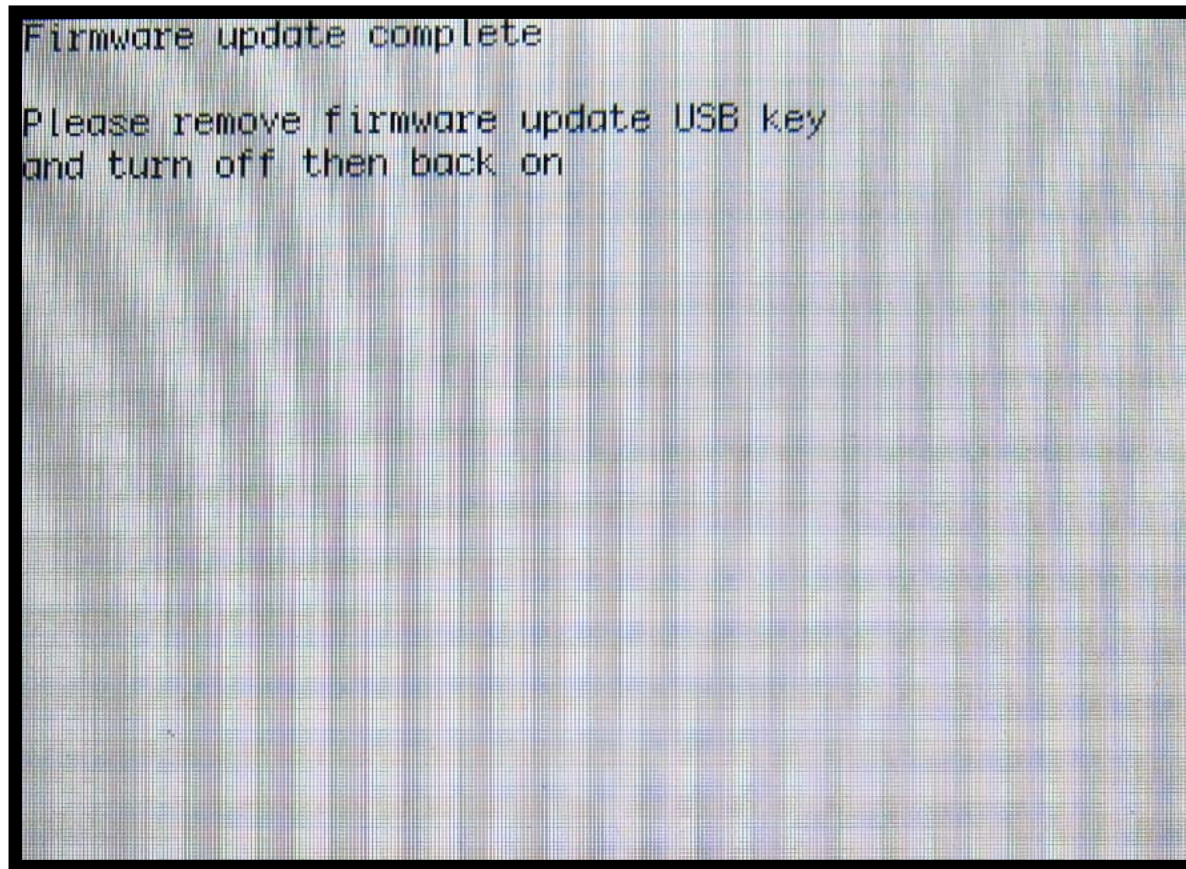 Firmware update complete
Please remove firmware update USB key
and turn off then back on